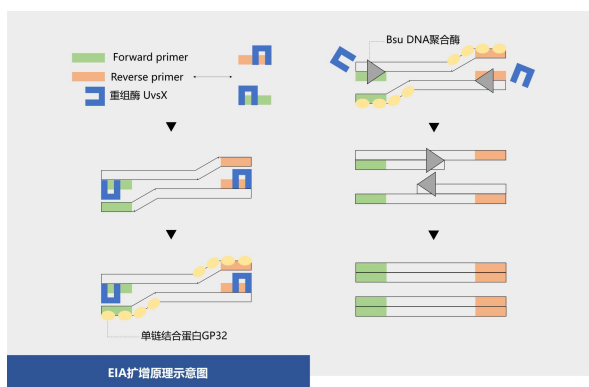 Forward primer
Reverse primer
重组酶 UvsX
单链结合蛋白GP32
Bsu DNA聚合酶
EIA扩增原理示意图